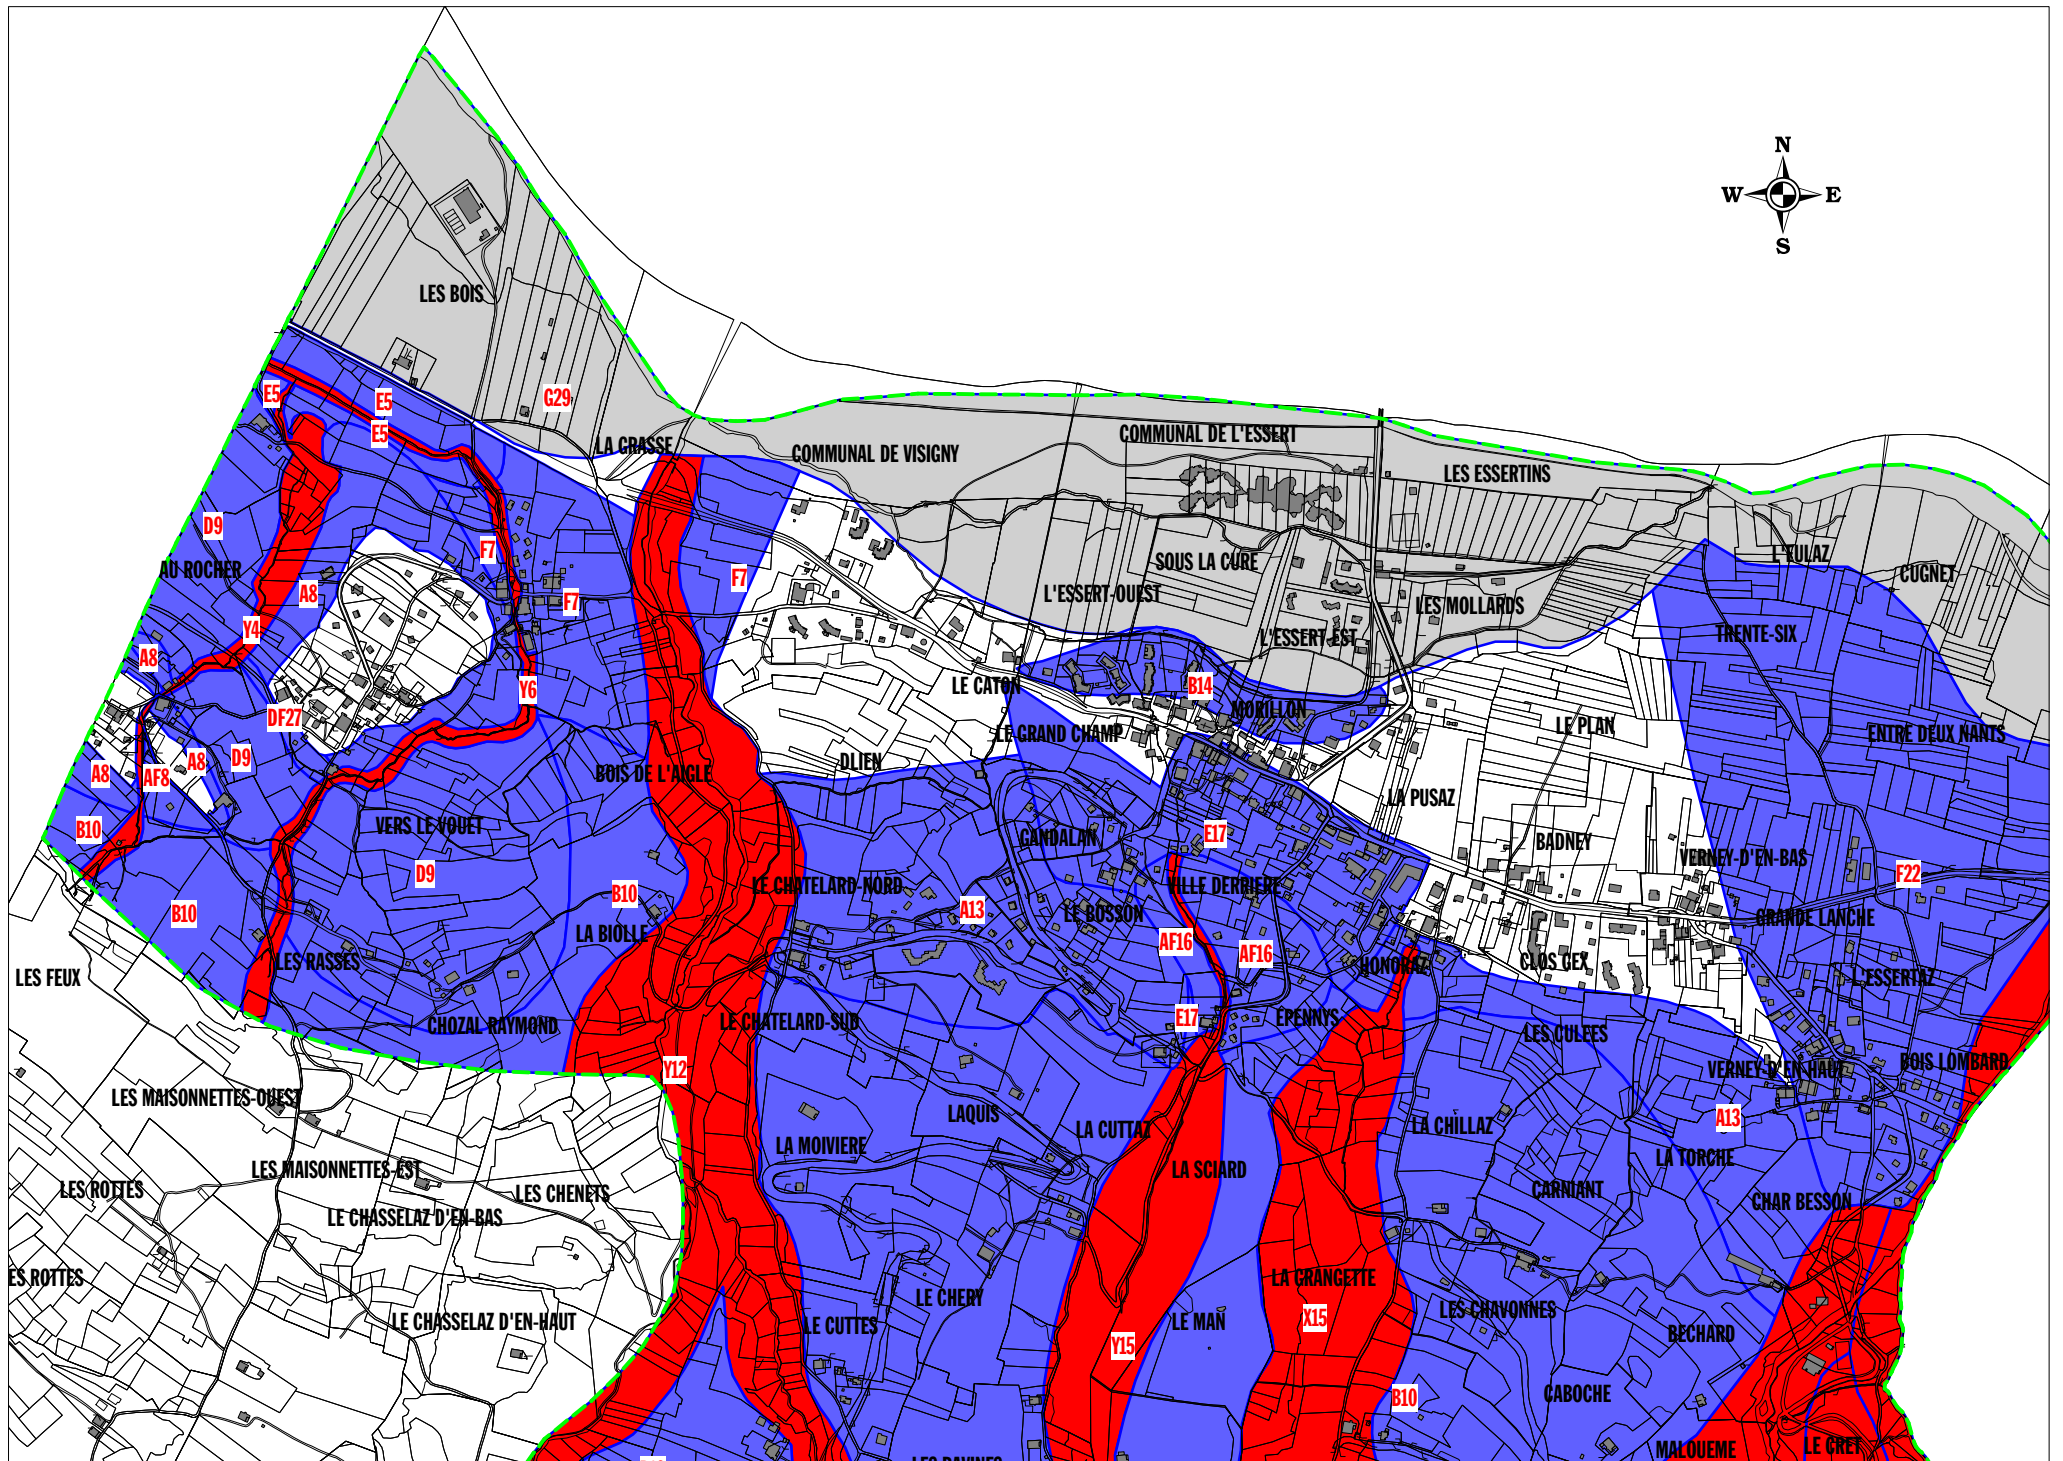 N
W E
S
LES BOIS
E5
E5
G29
E5
LA GRASSE
COMMUNAL DE VISIGNY
COMMUNAL DE L'ESSERT
LES ESSERTINS
D9
F7
AU ROCHER
A8
F7
F7
SOUS LA CURE
L'EULAZ
CUGNET
L'ESSERT-OUEST
LES MOLLARDS
Y4
L'ESSERT-EST
TRENTE-SIX
A8
Y6
LE CATON
B14
DF27
MORILLON
LE GRAND CHAMP
LE PLAN
ENTRE DEUX NANTS
A8
AF8
A8
D9
BOIS DE L'AIGLE
DLIEN
LA PUSAZ
B10
VERS LE VOUET
GANDALAN
E17
BADNEY
VERNEY-D'EN-BAS
D9
B10
LE CHATELARD-NORD
VILLE DERRIERE
F22
B10
A13
LE BOSSON
GRANDE LANCHE
LA BIOLLE
AF16
AF16
LES FEUX
LES RASSES
HONORAZ
CLOS GEX
L'ESSERTAZ
CHOZAL RAYMOND
LE CHATELARD-SUD
E17
EPENNYS
LES CULEES
Y12
VERNEY-D'EN-HAUT
BOIS LOMBARD
LES MAISONNETTES-OUEST
LAQUIS
LA CUTTAZ
LA CHILLAZ
A13
LA MOIVIERE
LES MAISONNETTES-EST
LA SCIARD
LA TORCHE
LES ROTTES
LES CHENETS
CARNIANT
CHAR BESSON
LE CHASSELAZ D'EN-BAS
ES ROTTES
LE CHERY
LA GRANGETTE
LES CHAVONNES
LE CHASSELAZ D'EN-HAUT
LE CUTTES
LE MAN
X15
BECHARD
Y15
B10
CABOCHE
MALOUEME
LE CRET